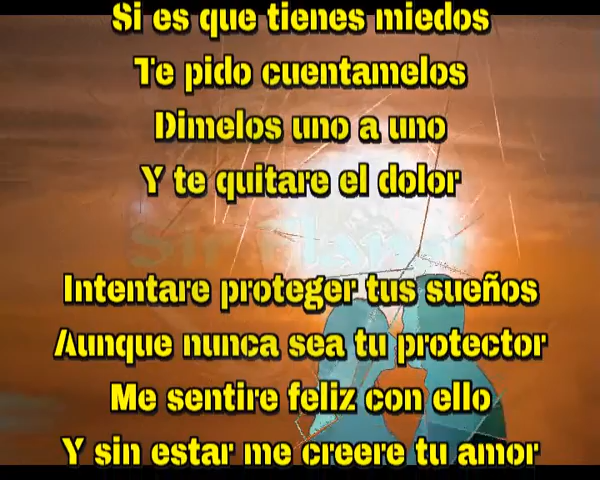 Si es que tienes miedos
Te pido cuentamelos
Dimelos uno a uno
Y te quitare el dolor
Intentare proteger tus sueños
Aunque nunca sea tu protector
Me sentire feliz con ello
Y sin estar me creere tu amor